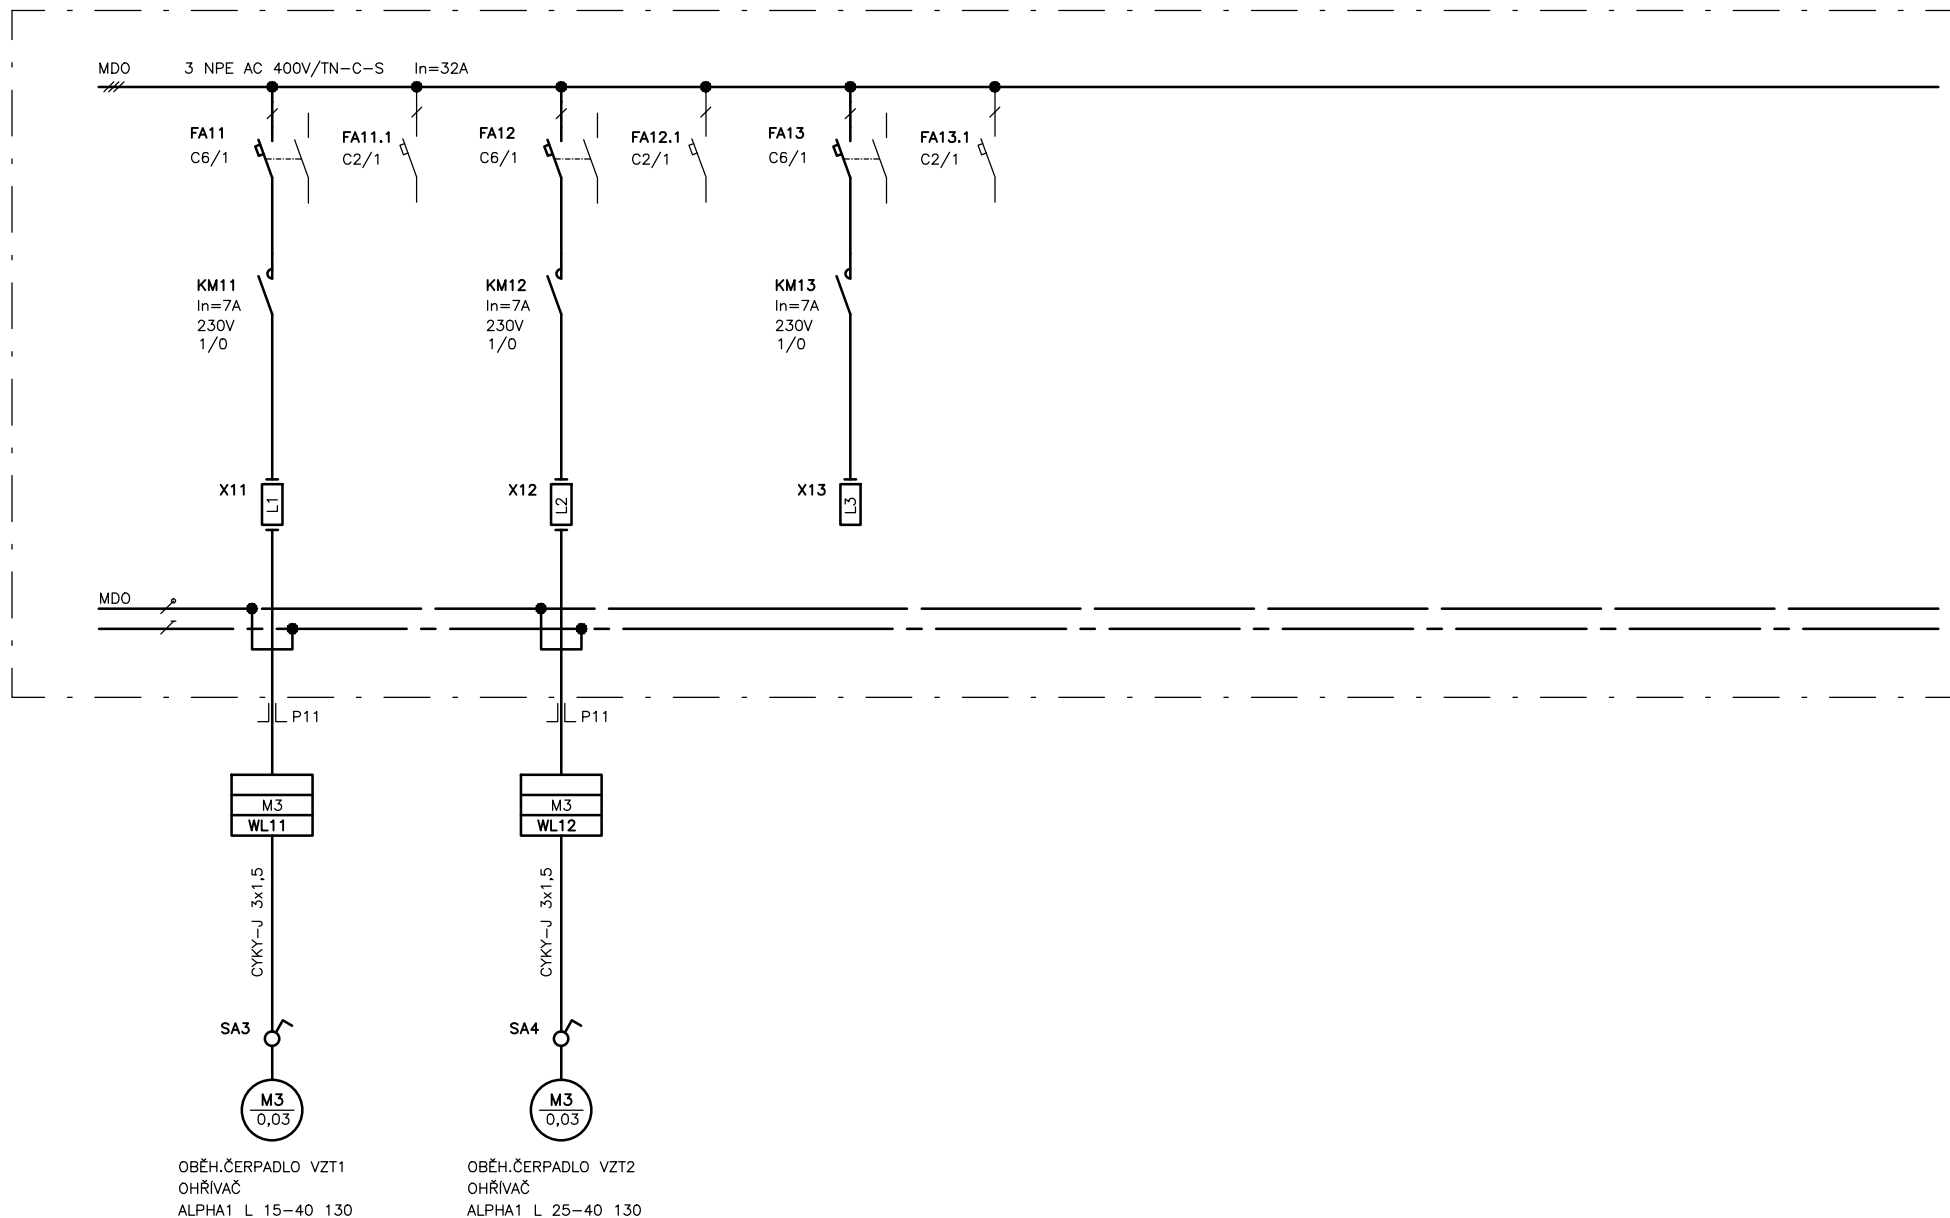 MDO 3 NPE AC 400V/TN-C-S In=32A
FA11
C6/1
FA11.1
C2/1
FA12
C6/1
FA12.1
C2/1
FA13
C6/1
FA13.1
C2/1
KM11
In=7A
230V
1/0
KM12
In=7A
230V
1/0
KM13
In=7A
230V
1/0
X11
L1
X12
L2
X13
L3
MDO
P11
P11
M3
WL11
M3
WL12
CYKY-J 3x1,5
CYKY-J 3x1,5
SA3
SA4
M3
0,03
M3
0,03
OBĚH.ČERPADLO VZT1
OHŘÍVAČ
ALPHA1 L 15-40 130
OBĚH.ČERPADLO VZT2
OHŘÍVAČ
ALPHA1 L 25-40 130